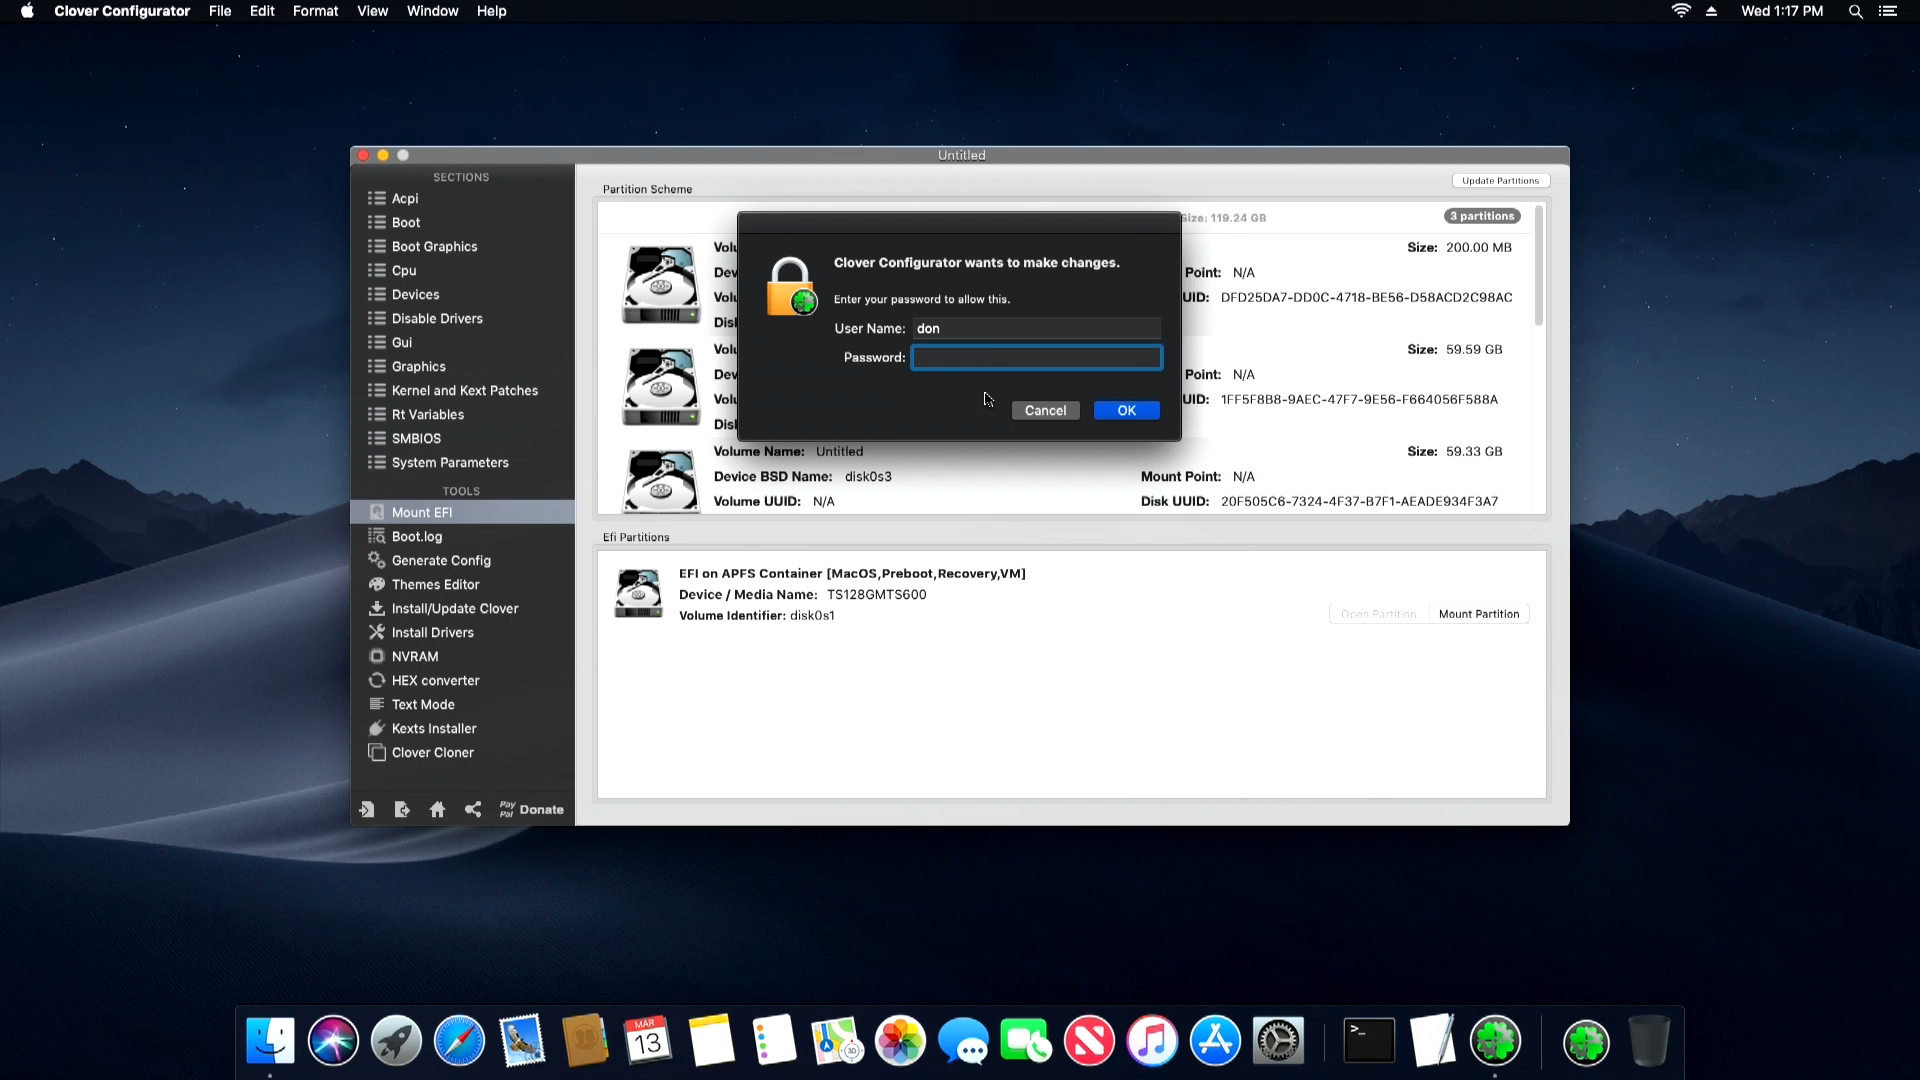 Clover Configurator File Edit Format View Window Help Wed 1:17 PM
Untitled
SECTIONS
Acpi
Boot
Boot Graphics
Cpu
Devices
Disable Drivers
Gui
Graphics
Kernel and Kext Patches
Rt Variables
SMBIOS
System Parameters
TOOLS
Mount EFI
Boot.log
Generate Config
Themes Editor
Install/Update Clover
Install Drivers
NVRAM
HEX converter
Text Mode
Kexts Installer
Clover Cloner
Pay Pal Donate
Partition Scheme
Update Partitions
Size: 119.24 GB 3 partitions
Size: 200.00 MB
Point: N/A
UID: DFD25DA7-DD0C-4718-BE56-D58ACD2C98AC
Size: 59.59 GB
Point: N/A
UID: 1FF5F8B8-9AEC-47F7-9E56-F664056F588A
Clover Configurator wants to make changes.
Enter your password to allow this.
User Name: don
Password:
Cancel OK
Volume Name: Untitled Size: 59.33 GB
Device BSD Name: disk0s3 Mount Point: N/A
Volume UUID: N/A Disk UUID: 20F505C6-7324-4F37-B7F1-AEADE934F3A7
Efi Partitions
EFI on APFS Container [MacOS,Preboot,Recovery,VM]
Device / Media Name: TS128GMTS600
Volume Identifier: disk0s1
Open Partition Mount Partition
MAR
13
3D